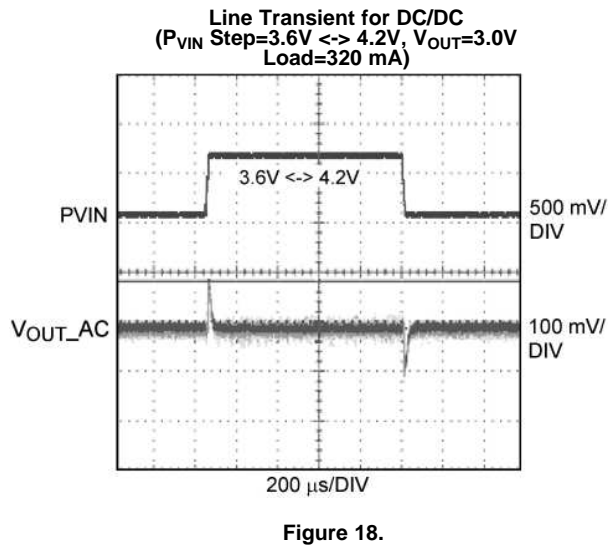 Line Transient for DC/DC
(PVIN Step=3.6V <-> 4.2V, VOUT=3.0V
Load=320 mA)
3.6V <-> 4.2V
PVIN
500 mV/
DIV
VOUT_AC
100 mV/
DIV
200 μs/DIV
Figure 18.